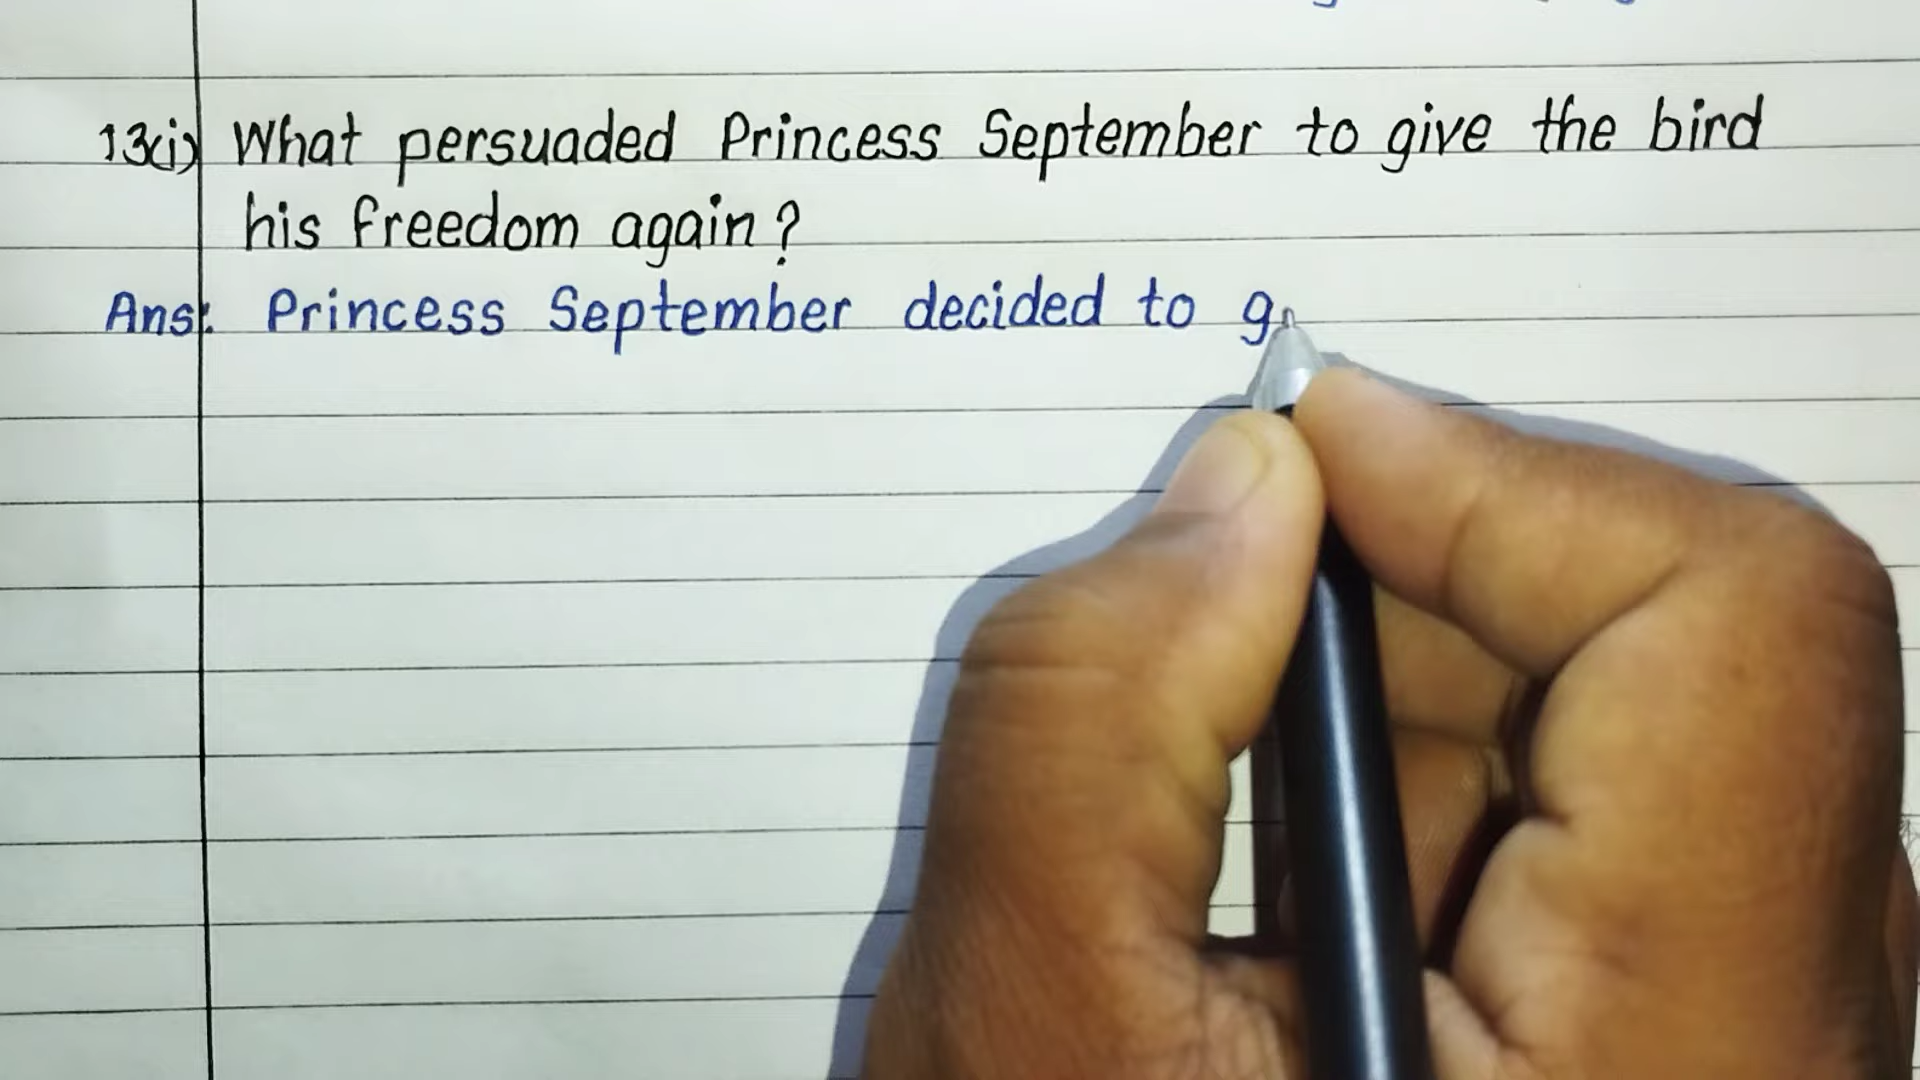 13(i) What persuaded Princess September to give the bird
his freedom again?
Ans: Princess September decided to